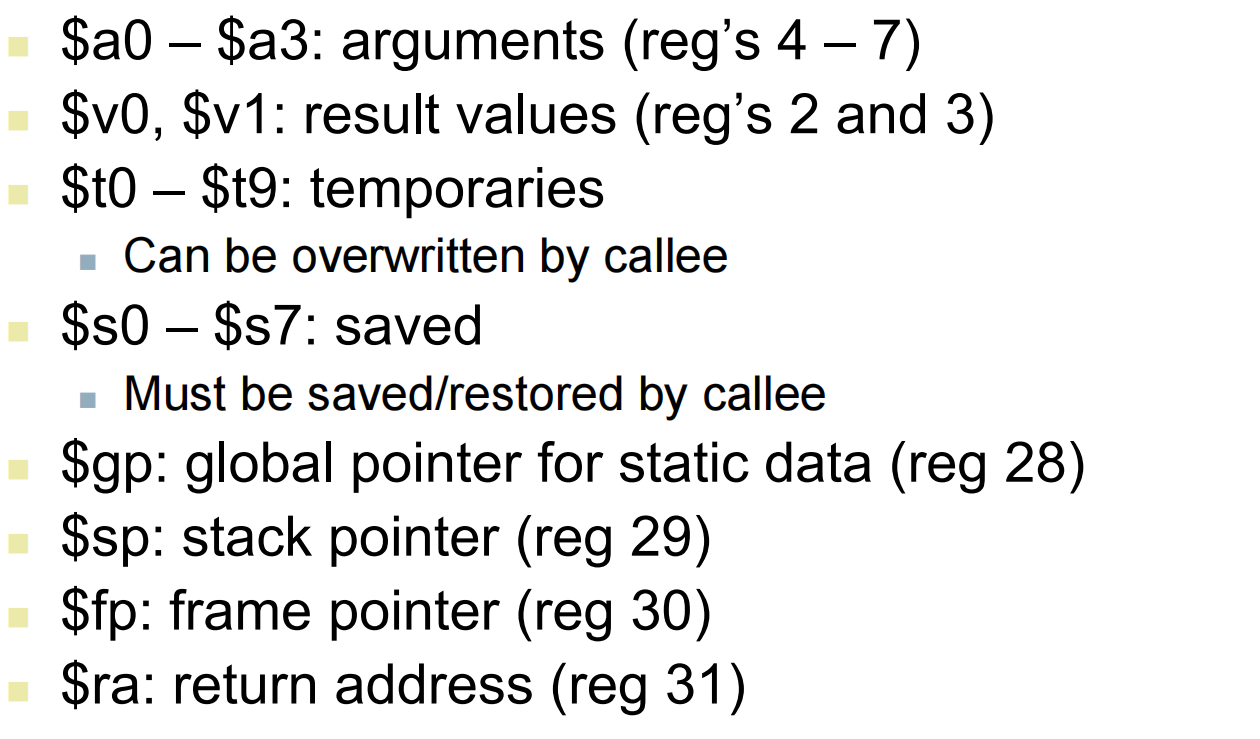 $a0 – $a3: arguments (reg’s 4 – 7)
$v0, $v1: result values (reg’s 2 and 3)
$t0 – $t9: temporaries
Can be overwritten by callee
$s0 – $s7: saved
Must be saved/restored by callee
$gp: global pointer for static data (reg 28)
$sp: stack pointer (reg 29)
$fp: frame pointer (reg 30)
$ra: return address (reg 31)